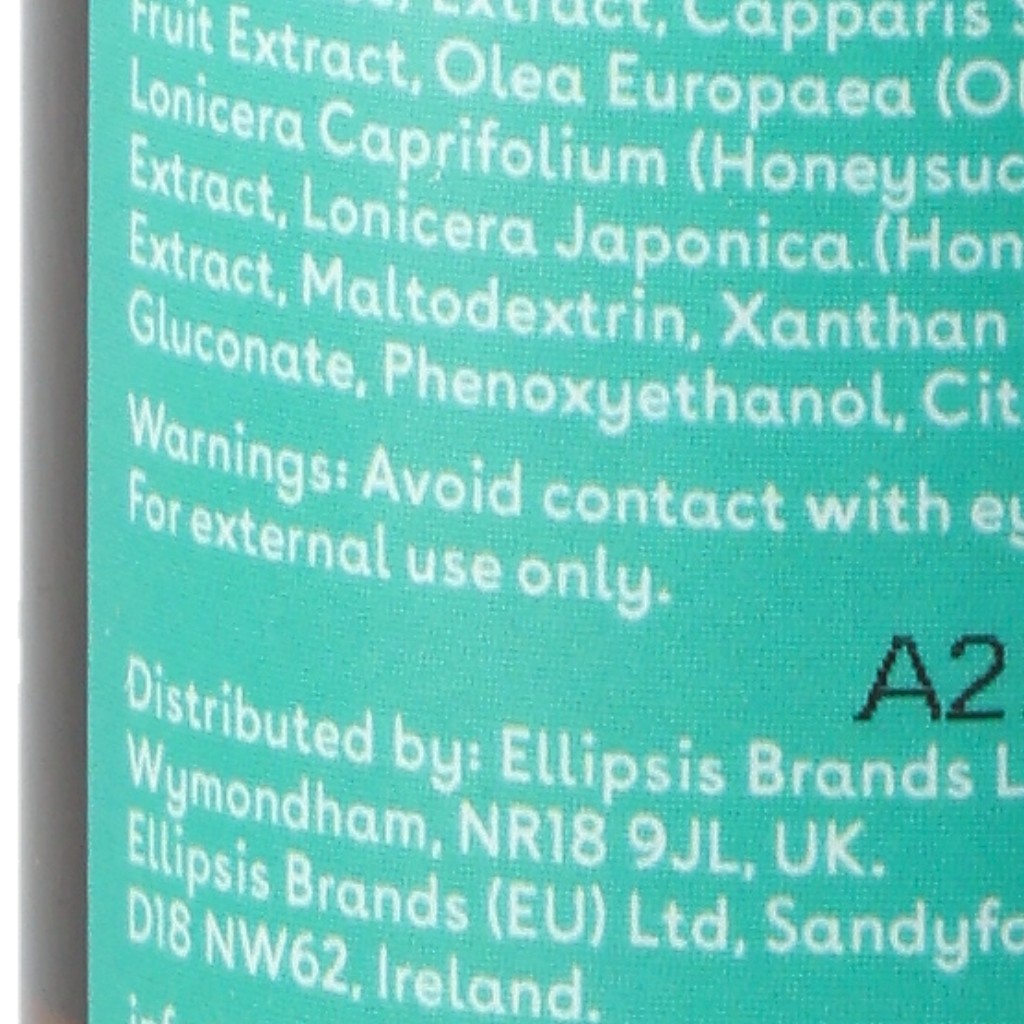 Extract, Capparis
Fruit Extract, Olea Europaea (Ol
Lonicera Caprifolium (Honeysuc
Extract, Lonicera Japonica (Hon
Extract, Maltodextrin, Xanthan
Gluconate, Phenoxyethanol, Cit
Warnings: Avoid contact with ey
For external use only.
A2
Distributed by: Ellipsis Brands L
Wymondham, NR18 9JL, UK.
Ellipsis Brands (EU) Ltd, Sandyfo
D18 NW62, Ireland.